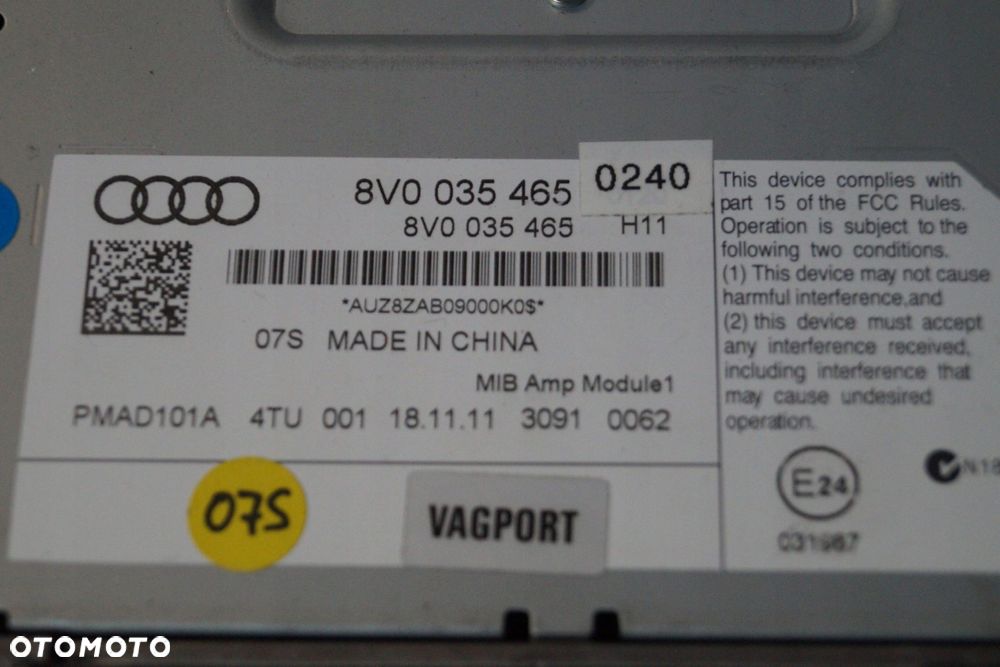 8V0 035 465 0240
8V0 035 465 H11
*AUZ8ZAB09000K0$*
07S MADE IN CHINA
MIB Amp Module1
PMAD101A 4TU 001 18.11.11 3091 0062
07S
VAGPORT
This device complies with
part 15 of the FCC Rules.
Operation is subject to the
following two conditions.
(1) This device may not cause
harmful interference,and
(2) this device must accept
any interference received,
including interference that
may cause undesired
operation.
E24
OTOMOTO